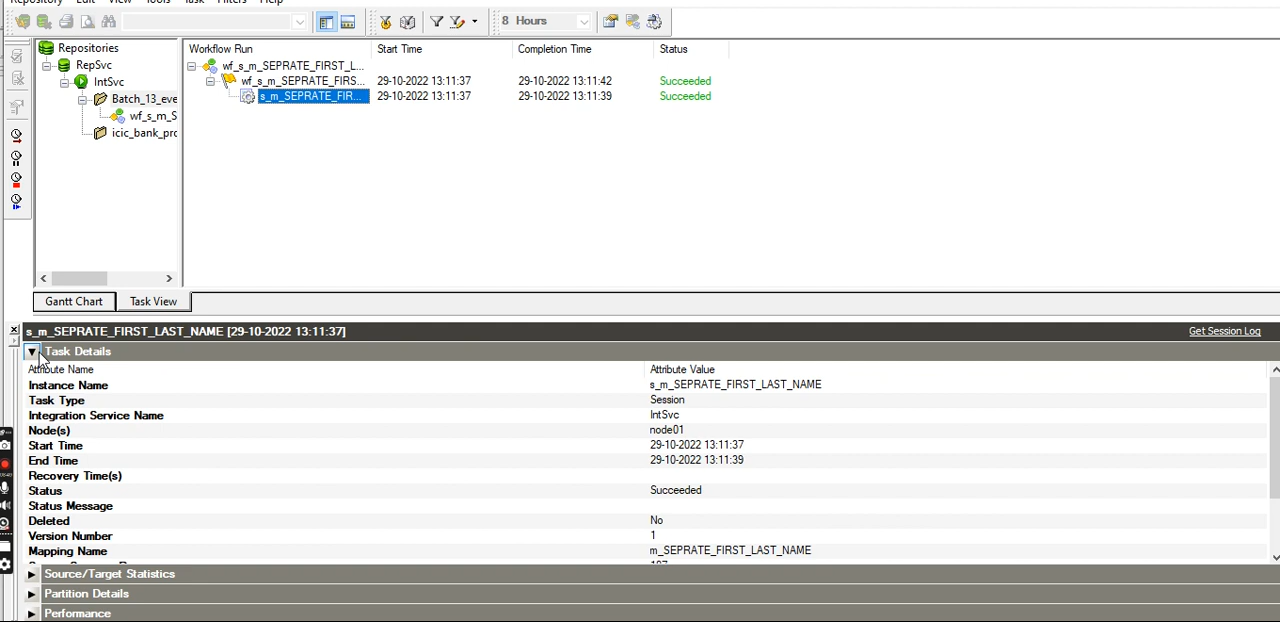 Repository Edit View Tools Task Filters Help
8 Hours
Repositories
RepSvc
IntSvc
Batch_13_eve
wf_s_m_S
icic_bank_pro
Workflow Run Start Time Completion Time Status
wf_s_m_SEPRATE_FIRST_L...
wf_s_m_SEPRATE_FIRS... 29-10-2022 13:11:37 29-10-2022 13:11:42 Succeeded
s_m_SEPRATE_FIR... 29-10-2022 13:11:37 29-10-2022 13:11:39 Succeeded
Gantt Chart Task View
s_m_SEPRATE_FIRST_LAST_NAME [29-10-2022 13:11:37] Get Session Log
Task Details
Attribute Name Attribute Value
Instance Name s_m_SEPRATE_FIRST_LAST_NAME
Task Type Session
Integration Service Name IntSvc
Node(s) node01
Start Time 29-10-2022 13:11:37
End Time 29-10-2022 13:11:39
Recovery Time(s)
Status Succeeded
Status Message
Deleted No
Version Number 1
Mapping Name m_SEPRATE_FIRST_LAST_NAME
Source/Target Statistics
Partition Details
Performance